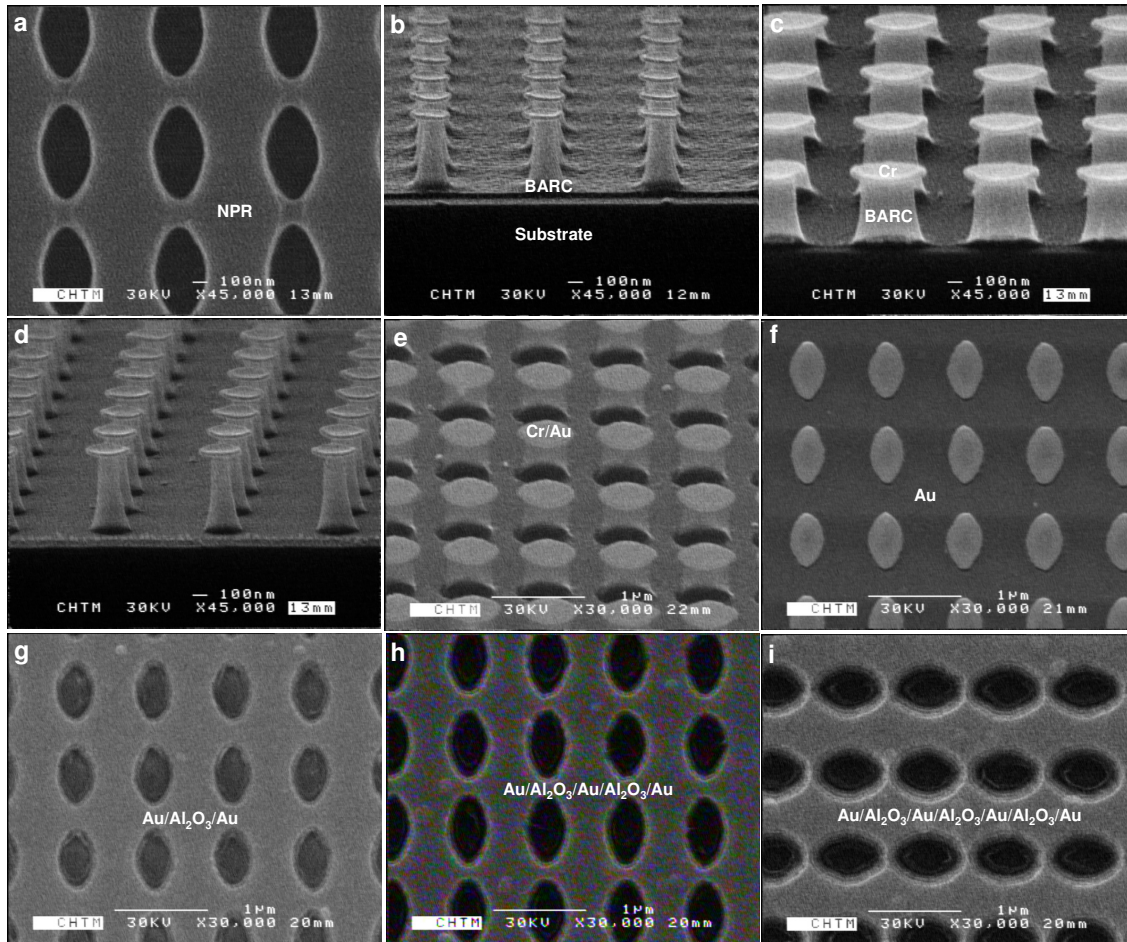 a
NPR
100nm
CHTM 30KV X45,000 13mm
b
BARC
Substrate
100nm
CHTM 30KV X45,000 12mm
c
Cr
BARC
100nm
CHTM 30KV X45,000 13mm
d
100nm
CHTM 30KV X45,000 13mm
e
Cr/Au
1µm
CHTM 30KV X30,000 22mm
f
Au
1µm
CHTM 30KV X30,000 21mm
g
Au/Al₂O₃/Au
1µm
CHTM 30KV X30,000 20mm
h
Au/Al₂O₃/Au/Al₂O₃/Au
1µm
CHTM 30KV X30,000 20mm
i
Au/Al₂O₃/Au/Al₂O₃/Au/Al₂O₃/Au
1µm
CHTM 30KV X30,000 20mm